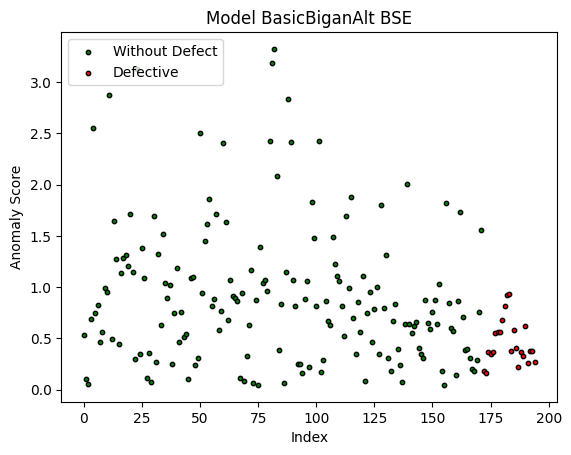 Model BasicBiganAlt BSE
Without Defect
Defective
Anomaly Score
3.0
2.5
2.0
1.5
1.0
0.5
0.0
0 25 50 75 100 125 150 175 200
Index